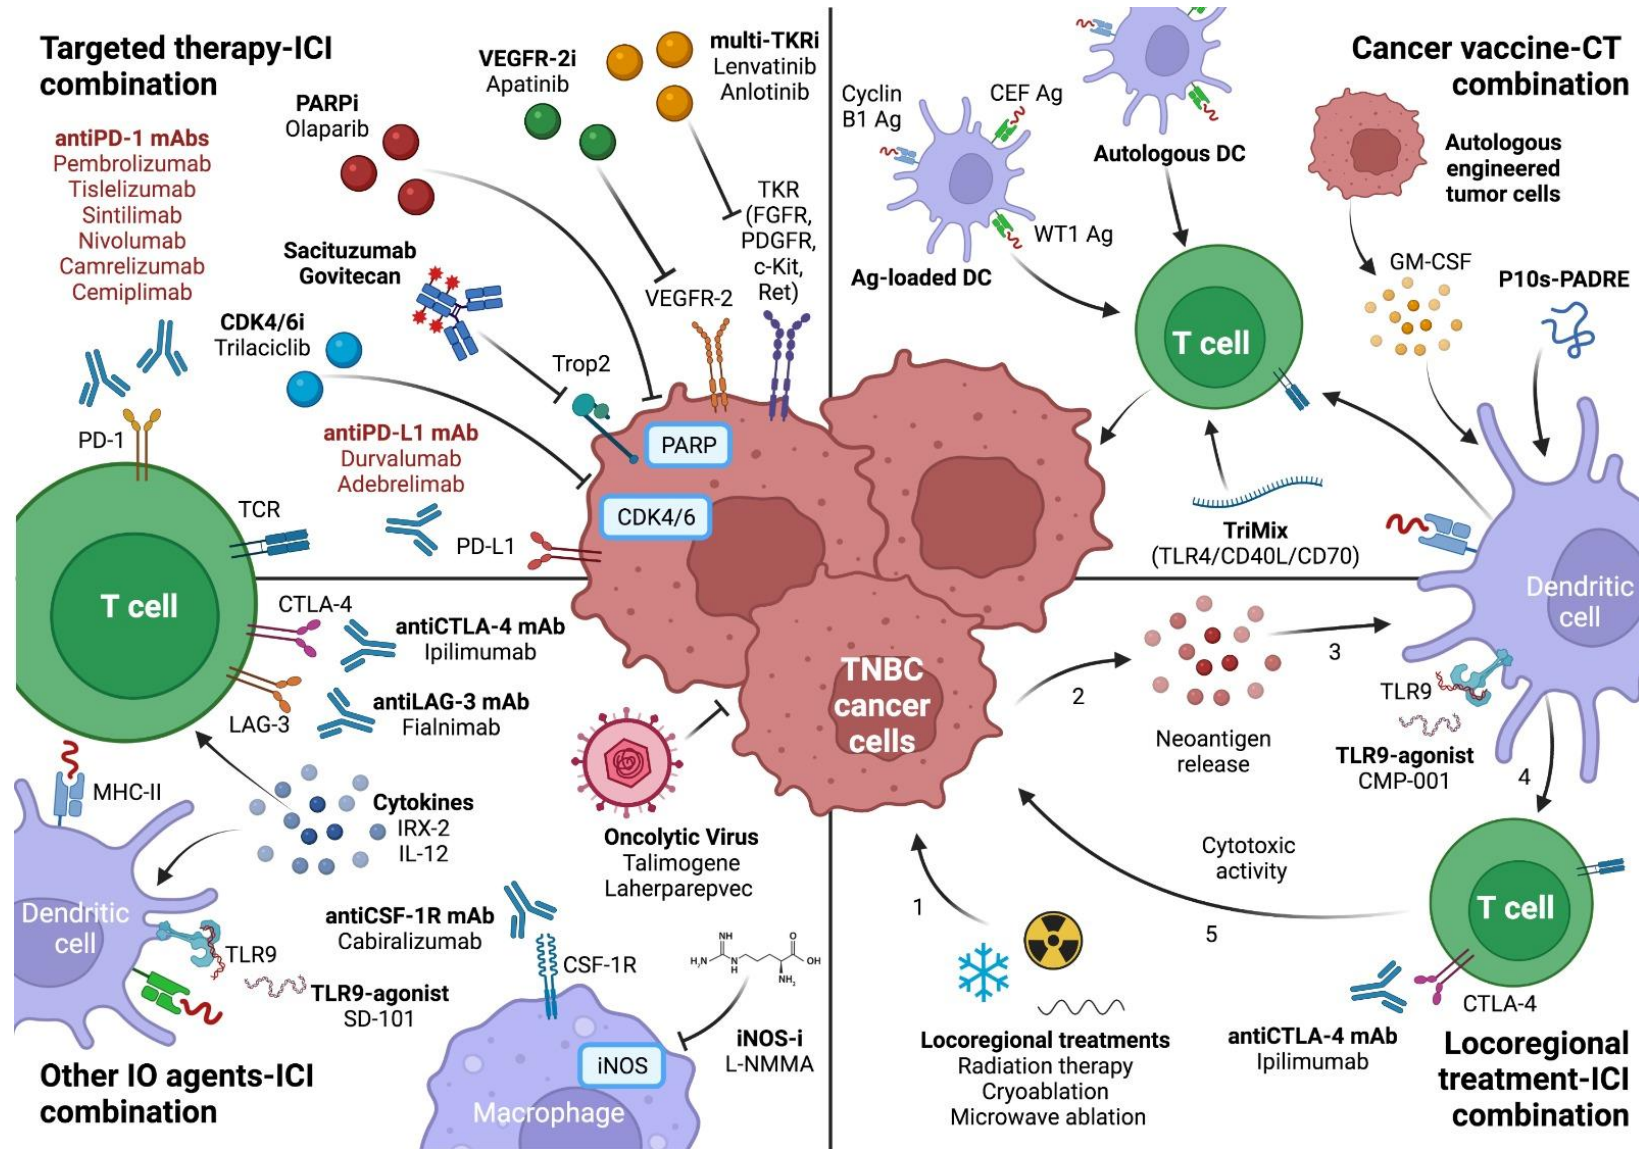 Targeted therapy-ICI
combination
antiPD-1 mAbs
Pembrolizumab
Tislelizumab
Sintilimab
Nivolumab
Camrelizumab
Cemiplimab
PARPi
Olaparib
VEGFR-2i
Apatinib
multi-TKRi
Lenvatinib
Anlotinib
Sacituzumab
Govitecan
CDK4/6i
Trilaciclib
TKR
(FGFR,
PDGFR,
c-Kit,
Ret)
VEGFR-2
Trop2
PD-1
antiPD-L1 mAb
Durvalumab
Adebrelimab
PARP
CDK4/6
TCR
PD-L1
T cell
Cancer vaccine-CT
combination
Cyclin
B1 Ag
CEF Ag
WT1 Ag
Ag-loaded DC
Autologous DC
Autologous
engineered
tumor cells
GM-CSF
P10s-PADRE
T cell
TriMix
(TLR4/CD40L/CD70)
Dendritic
cell
CTLA-4
antiCTLA-4 mAb
Ipilimumab
LAG-3
antiLAG-3 mAb
Fialnimab
MHC-II
Cytokines
IRX-2
IL-12
Dendritic
cell
TLR9
TLR9-agonist
SD-101
Oncolytic Virus
Talimogene
Laherparepvec
antiCSF-1R mAb
Cabiralizumab
CSF-1R
NH
H2N
N
H
O
OH
NH2
iNOS-i
L-NMMA
iNOS
Macrophage
Other IO agents-ICI
combination
TNBC
cancer
cells
2
Neoantigen
release
3
TLR9
TLR9-agonist
CMP-001
4
Cytotoxic
activity
5
T cell
1
Locoregional treatments
Radiation therapy
Cryoablation
Microwave ablation
CTLA-4
antiCTLA-4 mAb
Ipilimumab
Locoregional
treatment-ICI
combination